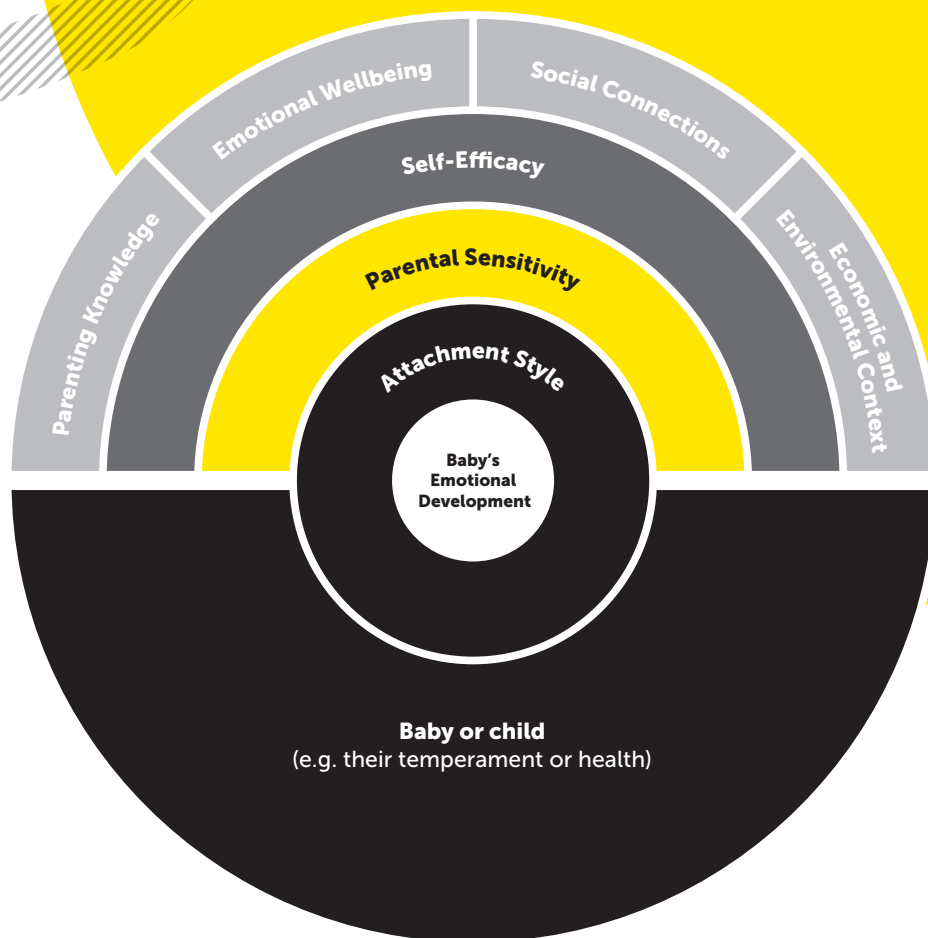 Parenting Knowledge
Emotional Wellbeing
Social Connections
Economic and
Environmental Context
Self-Efficacy
Parental Sensitivity
Attachment Style
Baby's
Emotional
Development
Baby or child
(e.g. their temperament or health)